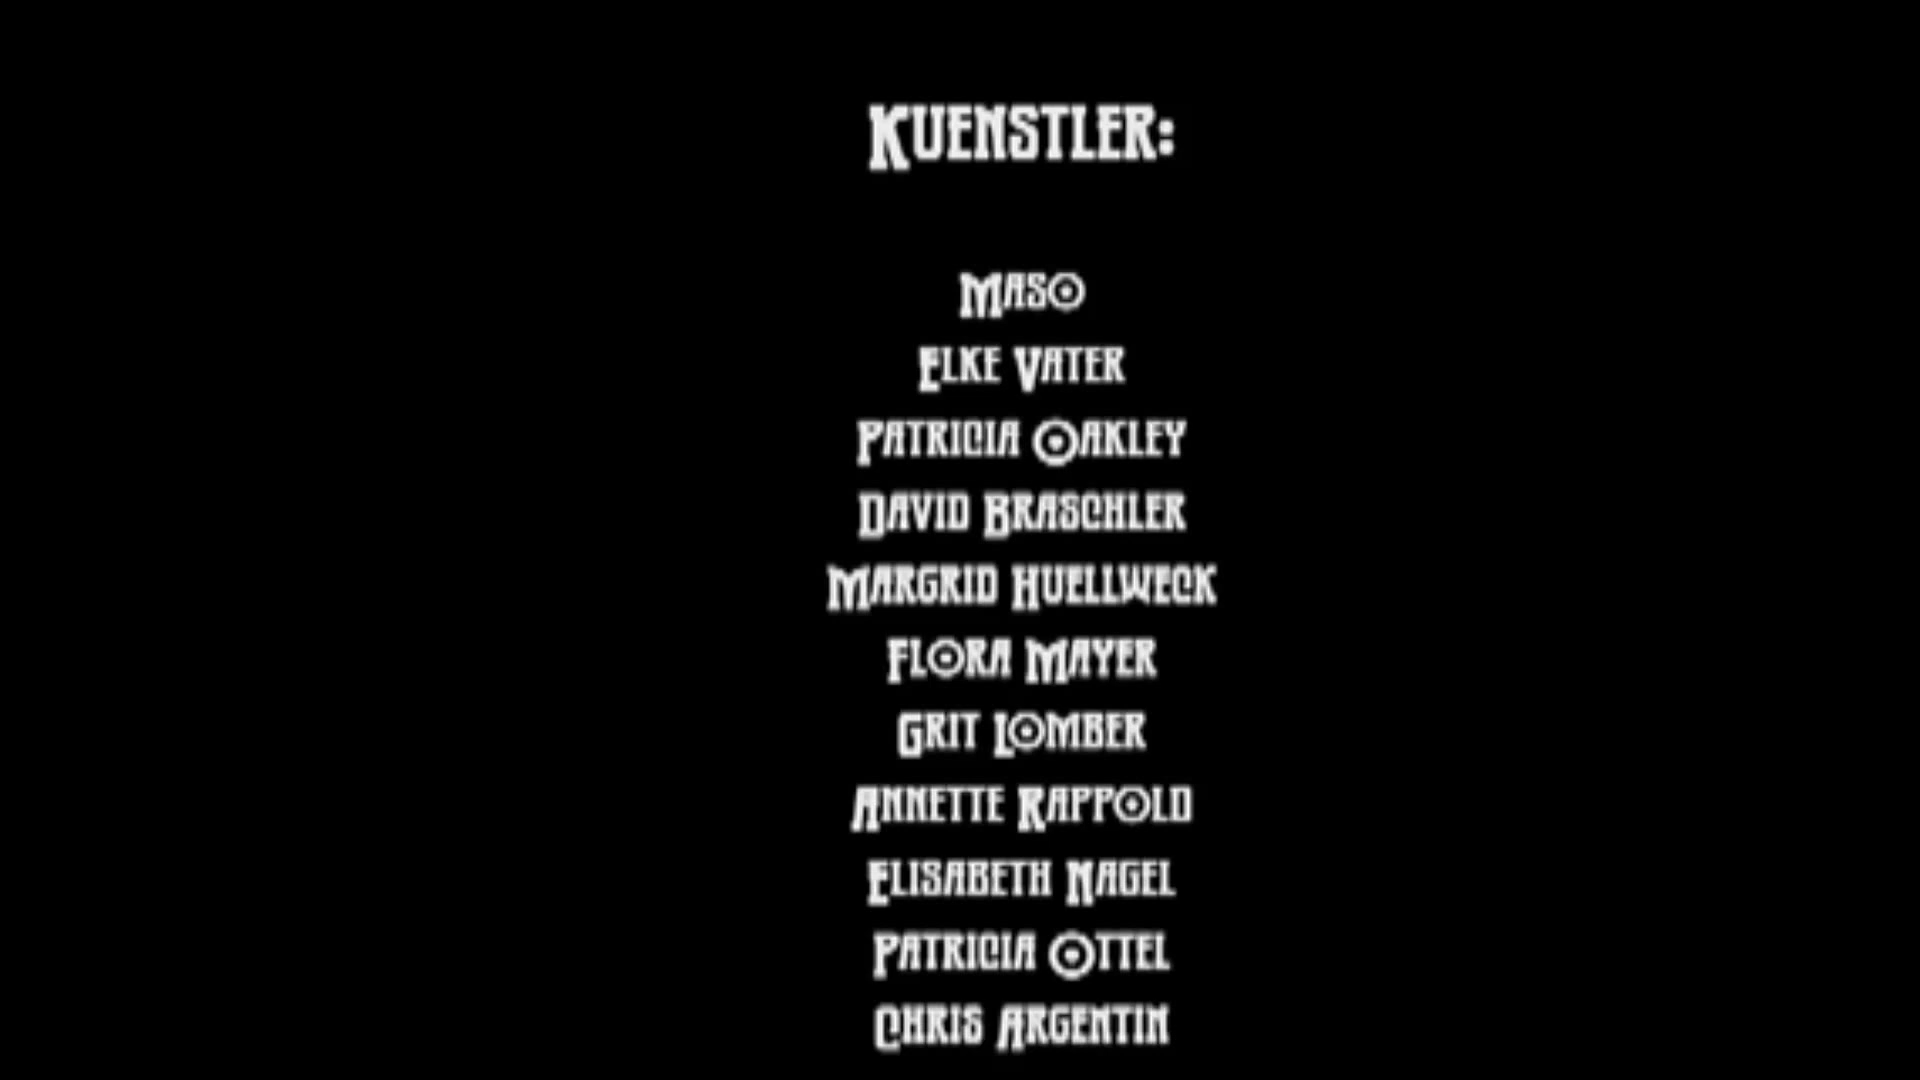 Kuenstler:
Maso
Elke Vater
Patricia Oakley
David Braschler
Margrid Huellweck
Flora Mayer
Grit Lomber
Annette Rappold
Elisabeth Nagel
Patricia Ottel
Chris Argentin